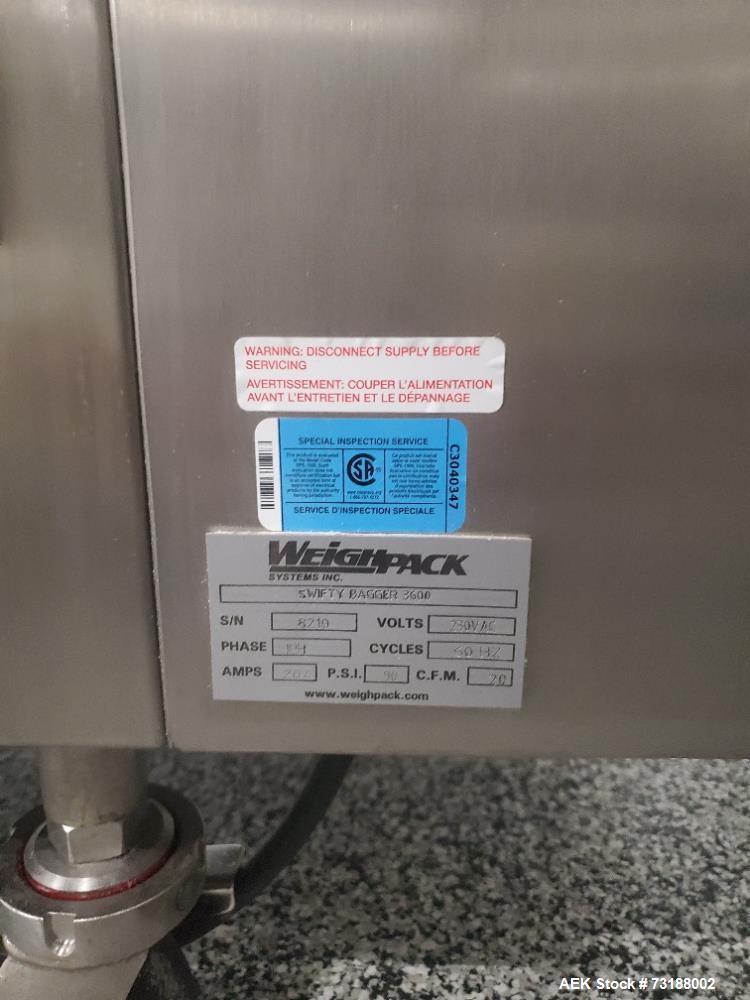 WARNING: DISCONNECT SUPPLY BEFORE
SERVICING
AVERTISSEMENT: COUPER L'ALIMENTATION
AVANT L'ENTRETIEN ET LE DÉPANNAGE
SPECIAL INSPECTION SERVICE
SERVICE D'INSPECTION SPÉCIALE
C3040347
WEIGHPACK
SYSTEMS INC.
SWIFTY BAGGER 3600
S/N 8210 VOLTS 230VAC
PHASE CYCLES 60 HZ
AMPS 20A P.S.I. 90 C.F.M. 20
www.weighpack.com
AEK Stock # 73188002